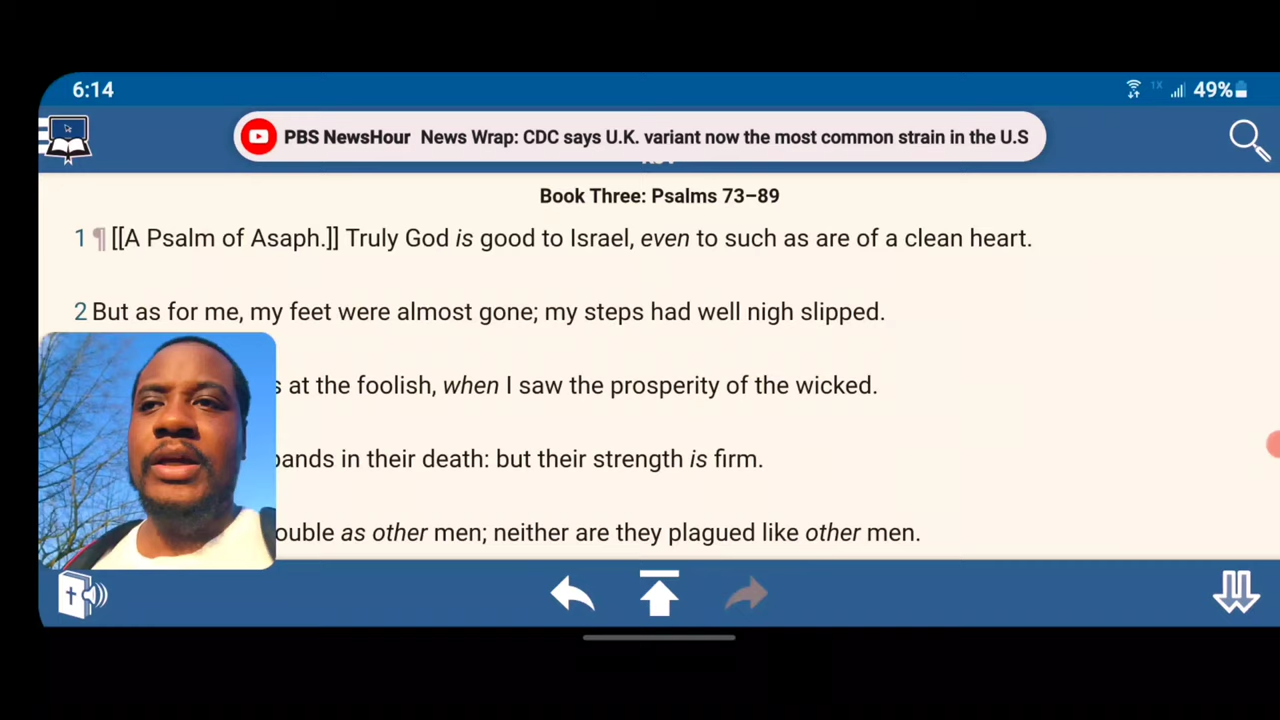 6:14
1X
49%
PBS NewsHour News Wrap: CDC says U.K. variant now the most common strain in the U.S
Book Three: Psalms 73–89
1 ¶ [[A Psalm of Asaph.]] Truly God is good to Israel, even to such as are of a clean heart.
2 But as for me, my feet were almost gone; my steps had well nigh slipped.
at the foolish, when I saw the prosperity of the wicked.
in their death: but their strength is firm.
as other men; neither are they plagued like other men.